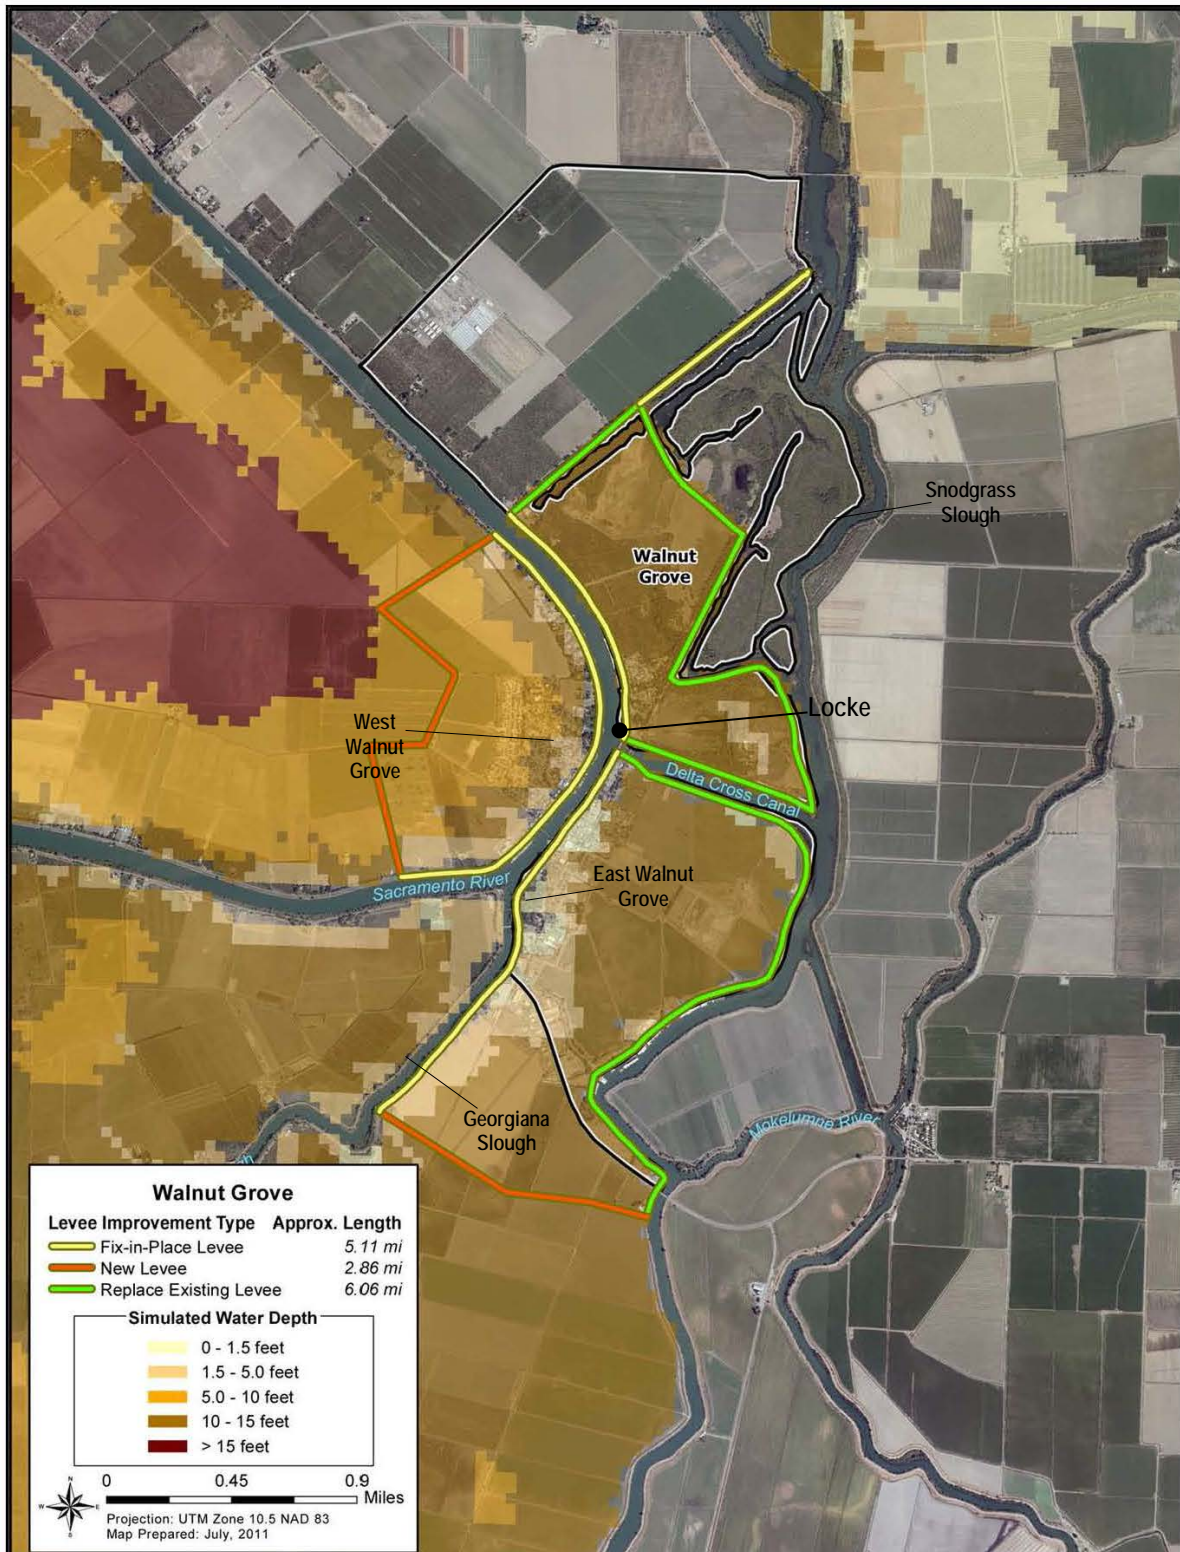 Snodgrass
Slough
Walnut
Grove
Locke
West
Walnut
Grove
Delta Cross Canal
East Walnut
Grove
Sacramento River
Georgiana
Slough
Mokelumne River
Walnut Grove
Levee Improvement Type Approx. Length
Fix-in-Place Levee 5.11 mi
New Levee 2.86 mi
Replace Existing Levee 6.06 mi
Simulated Water Depth
0 - 1.5 feet
1.5 - 5.0 feet
5.0 - 10 feet
10 - 15 feet
> 15 feet
N
W E
S
0 0.45 0.9
Miles
Projection: UTM Zone 10.5 NAD 83
Map Prepared: July, 2011